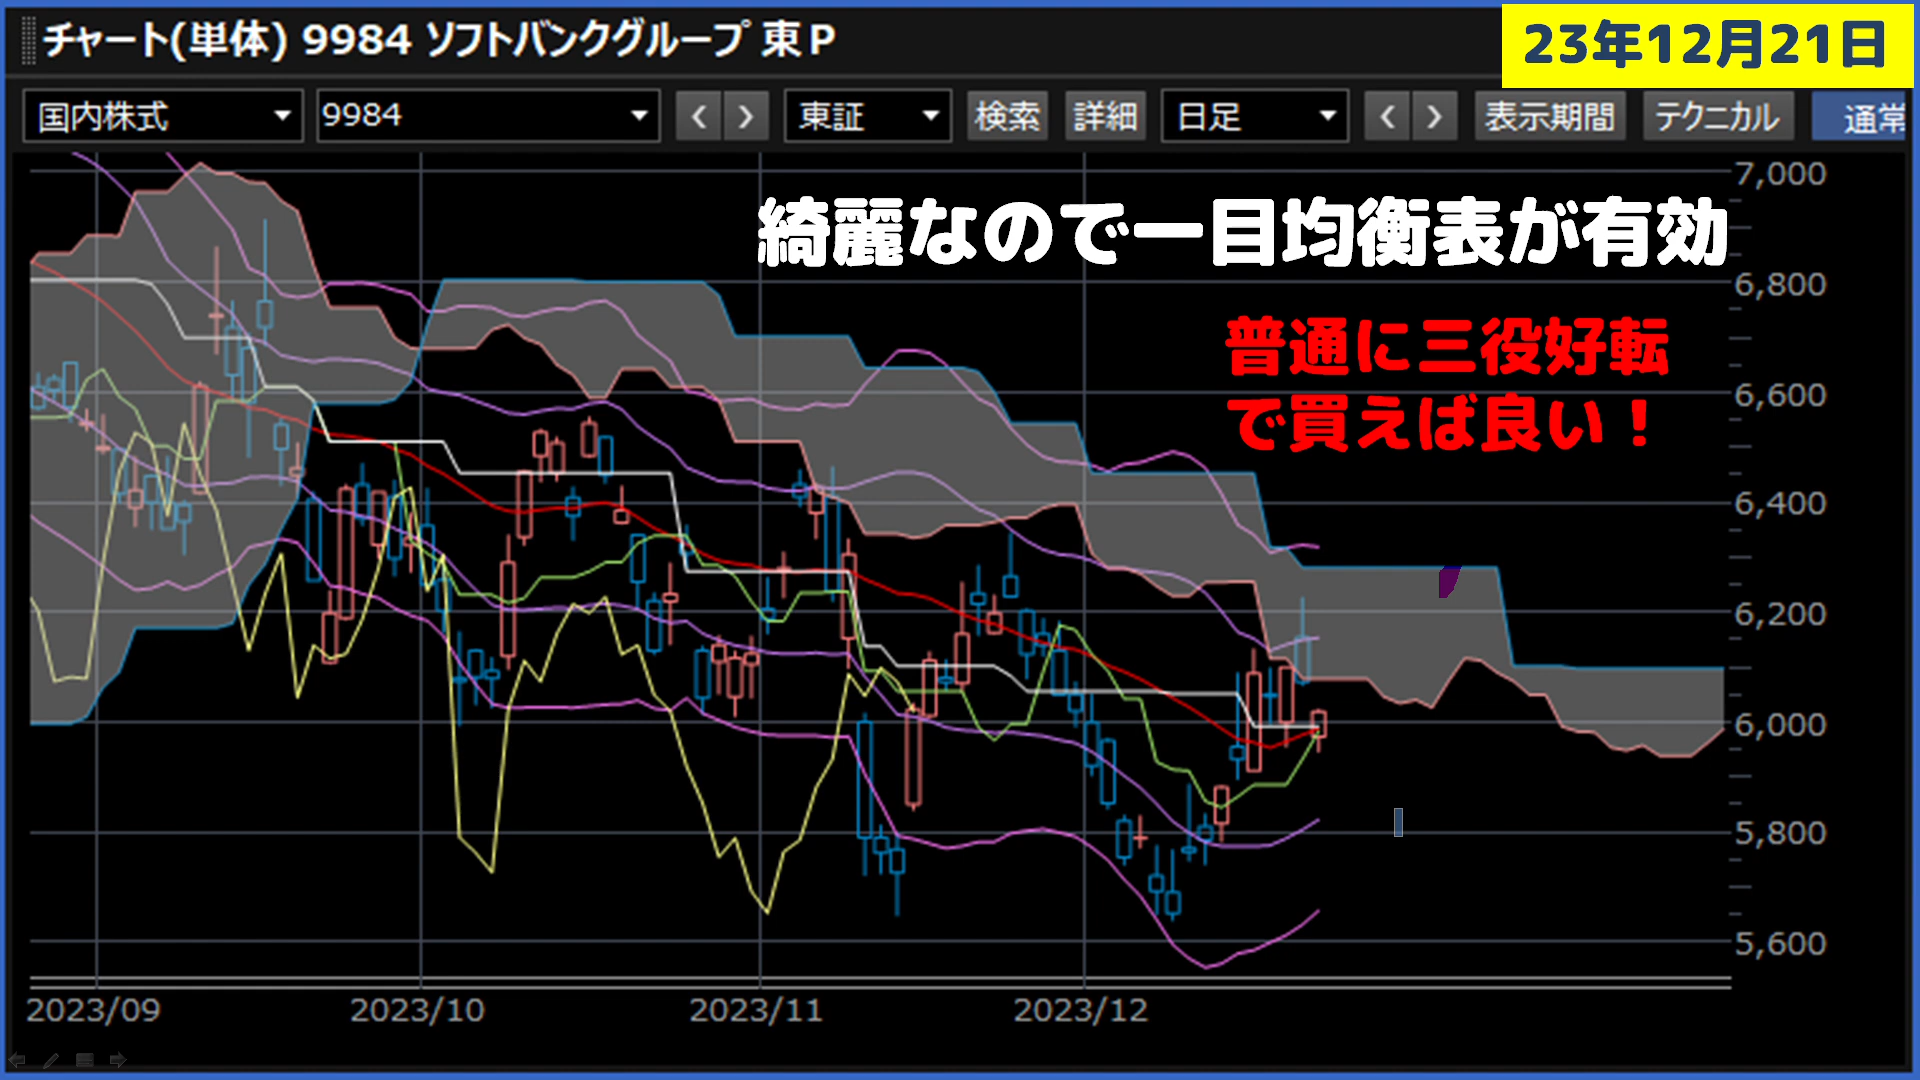 チャート(単体) 9984 ソフトバンクグループ 東P
23年12月21日
国内株式 9984 東証 検索 詳細 日足 表示期間 テクニカル 通常
綺麗なので一目均衡表が有効
普通に三役好転
で買えば良い！
7,000
6,800
6,600
6,400
6,200
6,000
5,800
5,600
2023/09 2023/10 2023/11 2023/12